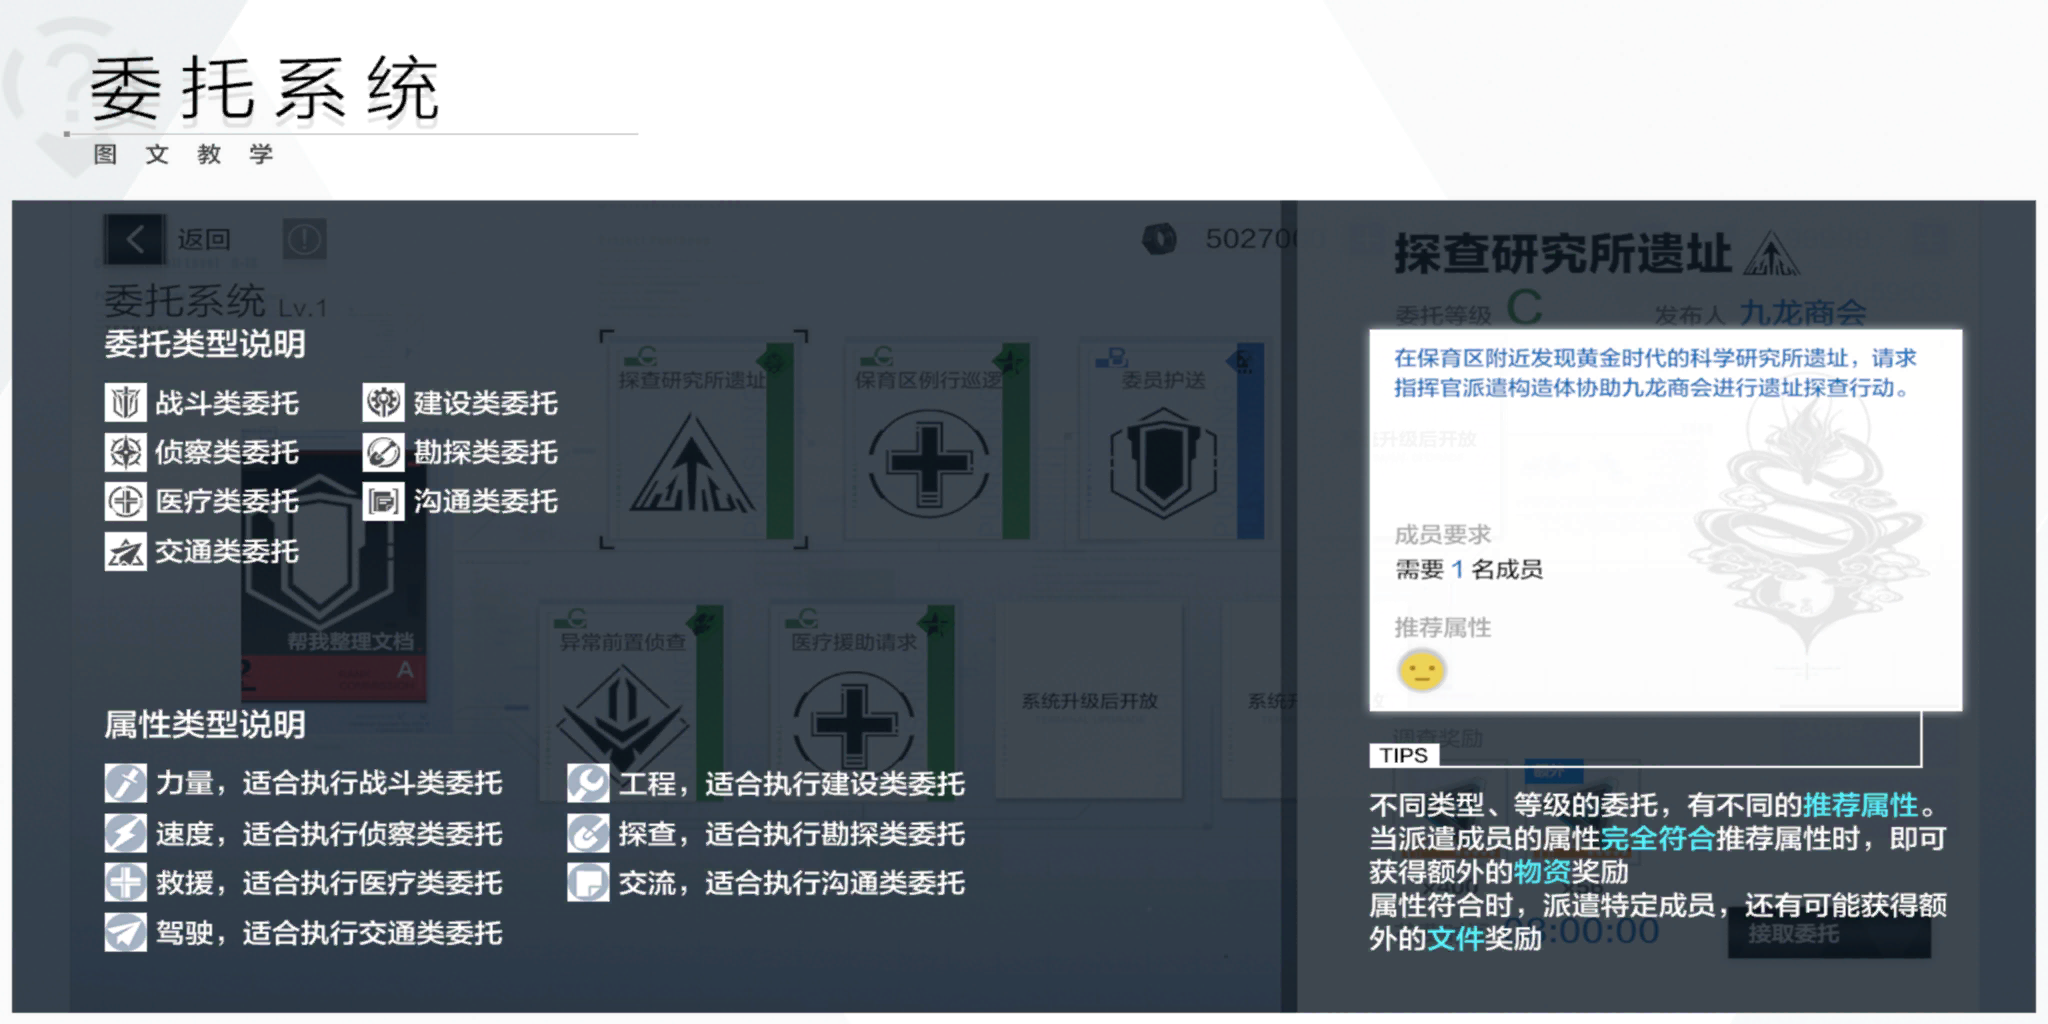 委托系统
图文教学
返回
5027000
委托系统 Lv.1
委托类型说明
战斗类委托
建设类委托
侦察类委托
勘探类委托
医疗类委托
沟通类委托
交通类委托
帮我整理文档
A
C
探查研究所遗址
C
保育区例行巡逻
B
委员护送
C
异常前置侦查
C
医疗援助请求
系统升级后开放
系统升
属性类型说明
力量，适合执行战斗类委托
工程，适合执行建设类委托
速度，适合执行侦察类委托
探查，适合执行勘探类委托
救援，适合执行医疗类委托
交流，适合执行沟通类委托
驾驶，适合执行交通类委托
探查研究所遗址
委托等级 C 发布人 九龙商会
在保育区附近发现黄金时代的科学研究所遗址，请求
指挥官派遣构造体协助九龙商会进行遗址探查行动。
升级后开放
成员要求
需要 1 名成员
推荐属性
调查奖励
TIPS
额外
不同类型、等级的委托，有不同的推荐属性。
当派遣成员的属性完全符合推荐属性时，即可
获得额外的物资奖励
属性符合时，派遣特定成员，还有可能获得额
外的文件奖励
:00:00
接取委托